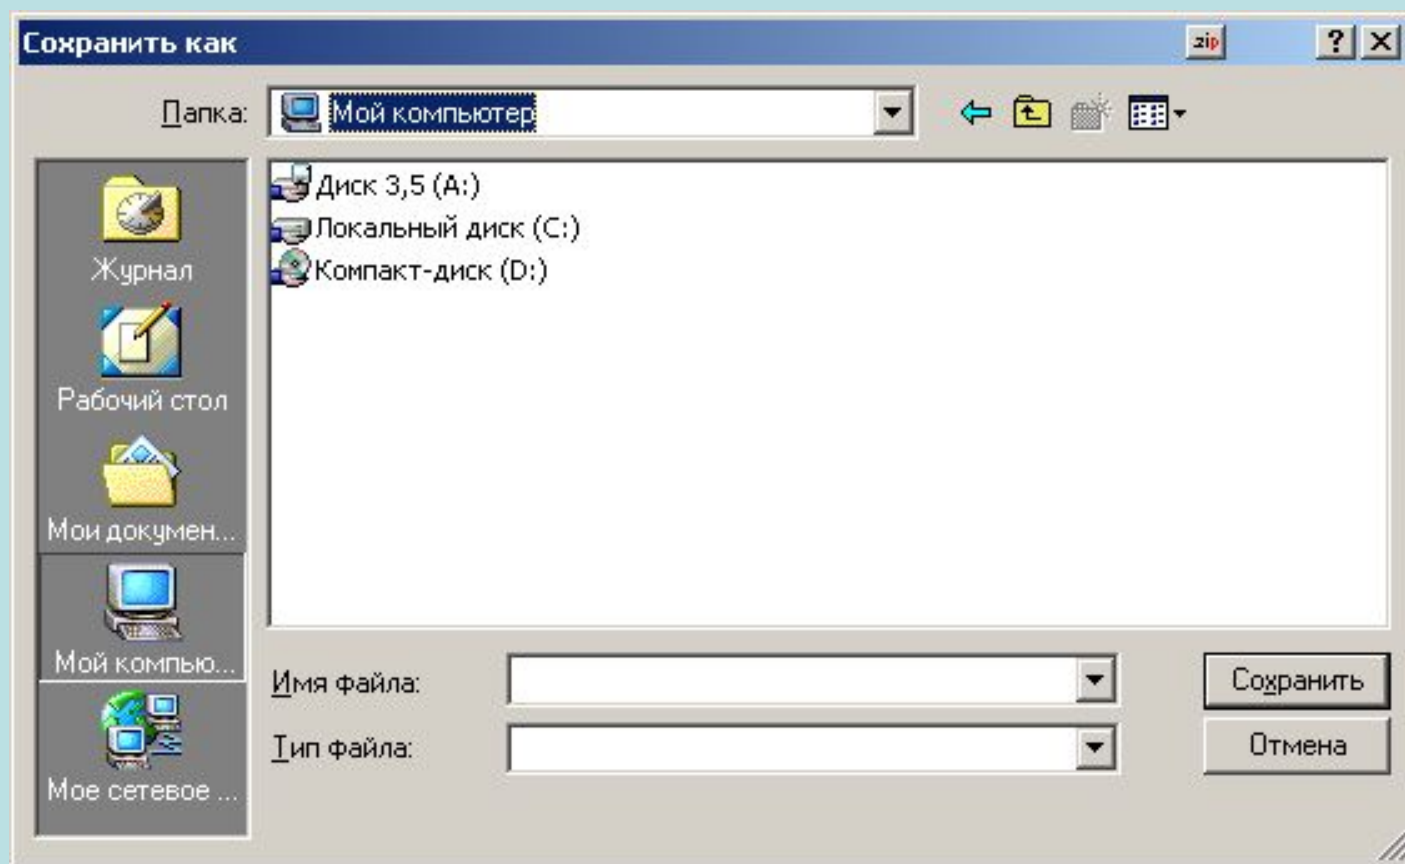 Сохранить как
zip
Папка:
Мой компьютер
Диск 3,5 (A:)
Локальный диск (C:)
Компакт-диск (D:)
Журнал
Рабочий стол
Мои докумен...
Мой компью...
Мое сетевое ...
Имя файла:
Сохранить
Тип файла:
Отмена